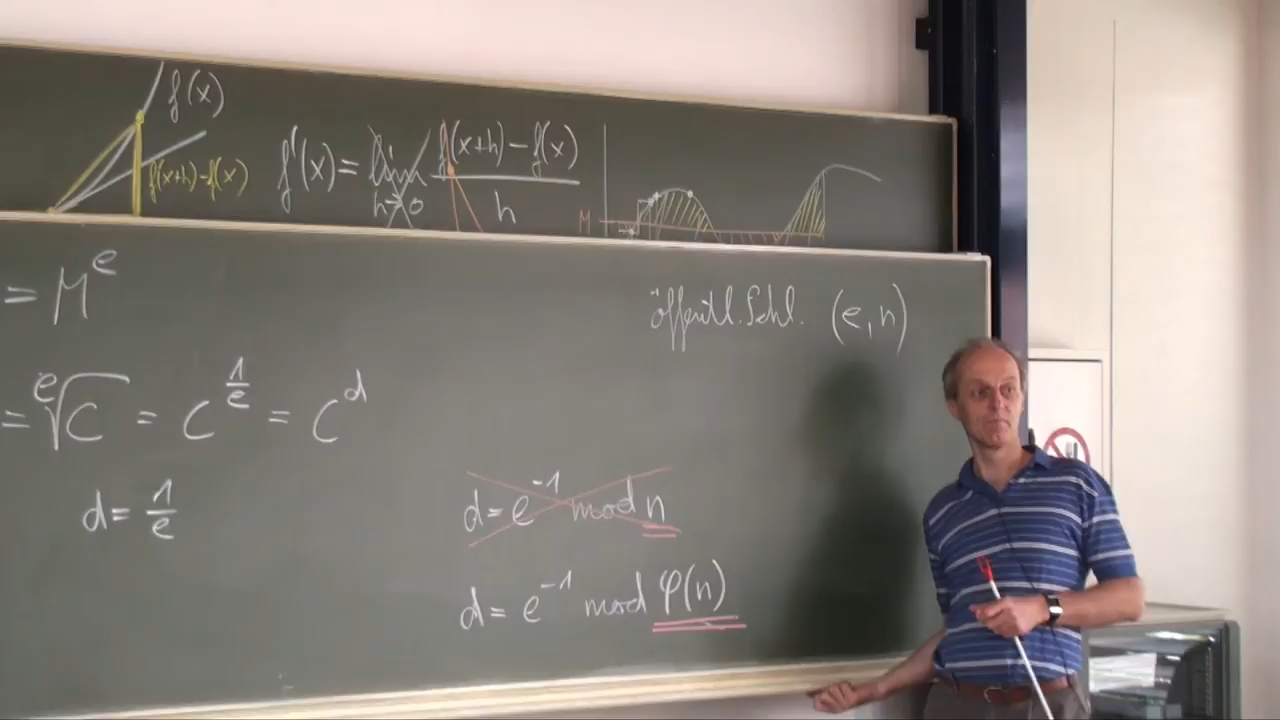 f(x)
f(x+h)-f(x)
f'(x) = lim h→0 f(x+h)-f(x) / h
M
= M^e
öffentl. Schl. (e, n)
= ^e√C = C^(1/e) = C^d
d = 1/e
d = e^-1 mod n
d = e^-1 mod φ(n)